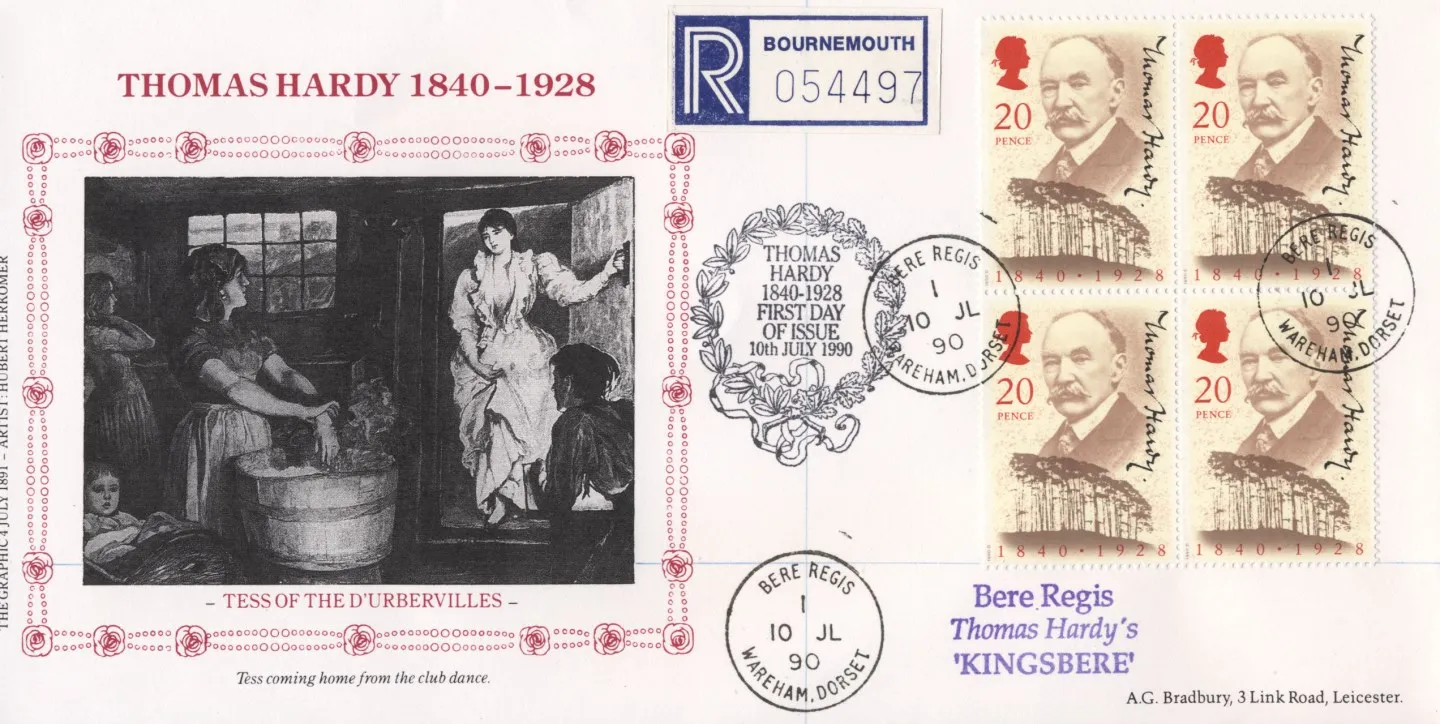 THOMAS HARDY 1840–1928
THE GRAPHIC 4 JULY 1891 – ARTIST: HUBERT HERROMER
– TESS OF THE D'URBERVILLES –
Tess coming home from the club dance.
R
BOURNEMOUTH
054497
THOMAS
HARDY
1840-1928
FIRST DAY
OF ISSUE
10th JULY 1990
BERE REGIS
1
10 JL
90
WAREHAM, DORSET
20
PENCE
Thomas Hardy.
1840 · 1928
20
PENCE
Thomas Hardy.
1840 · 1928
BERE REGIS
1
10 JL
90
WAREHAM, DORSET
20
PENCE
Thomas Hardy.
1840 · 1928
20
PENCE
Thomas Hardy.
1840 · 1928
BERE REGIS
1
10 JL
90
WAREHAM, DORSET
Bere Regis
Thomas Hardy's
'KINGSBERE'
A.G. Bradbury, 3 Link Road, Leicester.